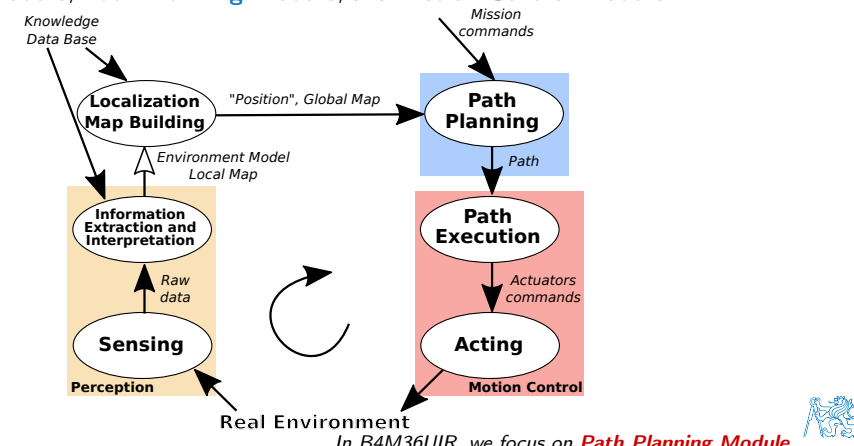 Knowledge
Data Base
Mission
commands
Localization
Map Building
"Position", Global Map
Path
Planning
Environment Model
Local Map
Path
Information
Extraction and
Interpretation
Path
Execution
Raw
data
Actuators
commands
Sensing
Acting
Perception
Motion Control
Real Environment
In B4M36UIR, we focus on Path Planning Module